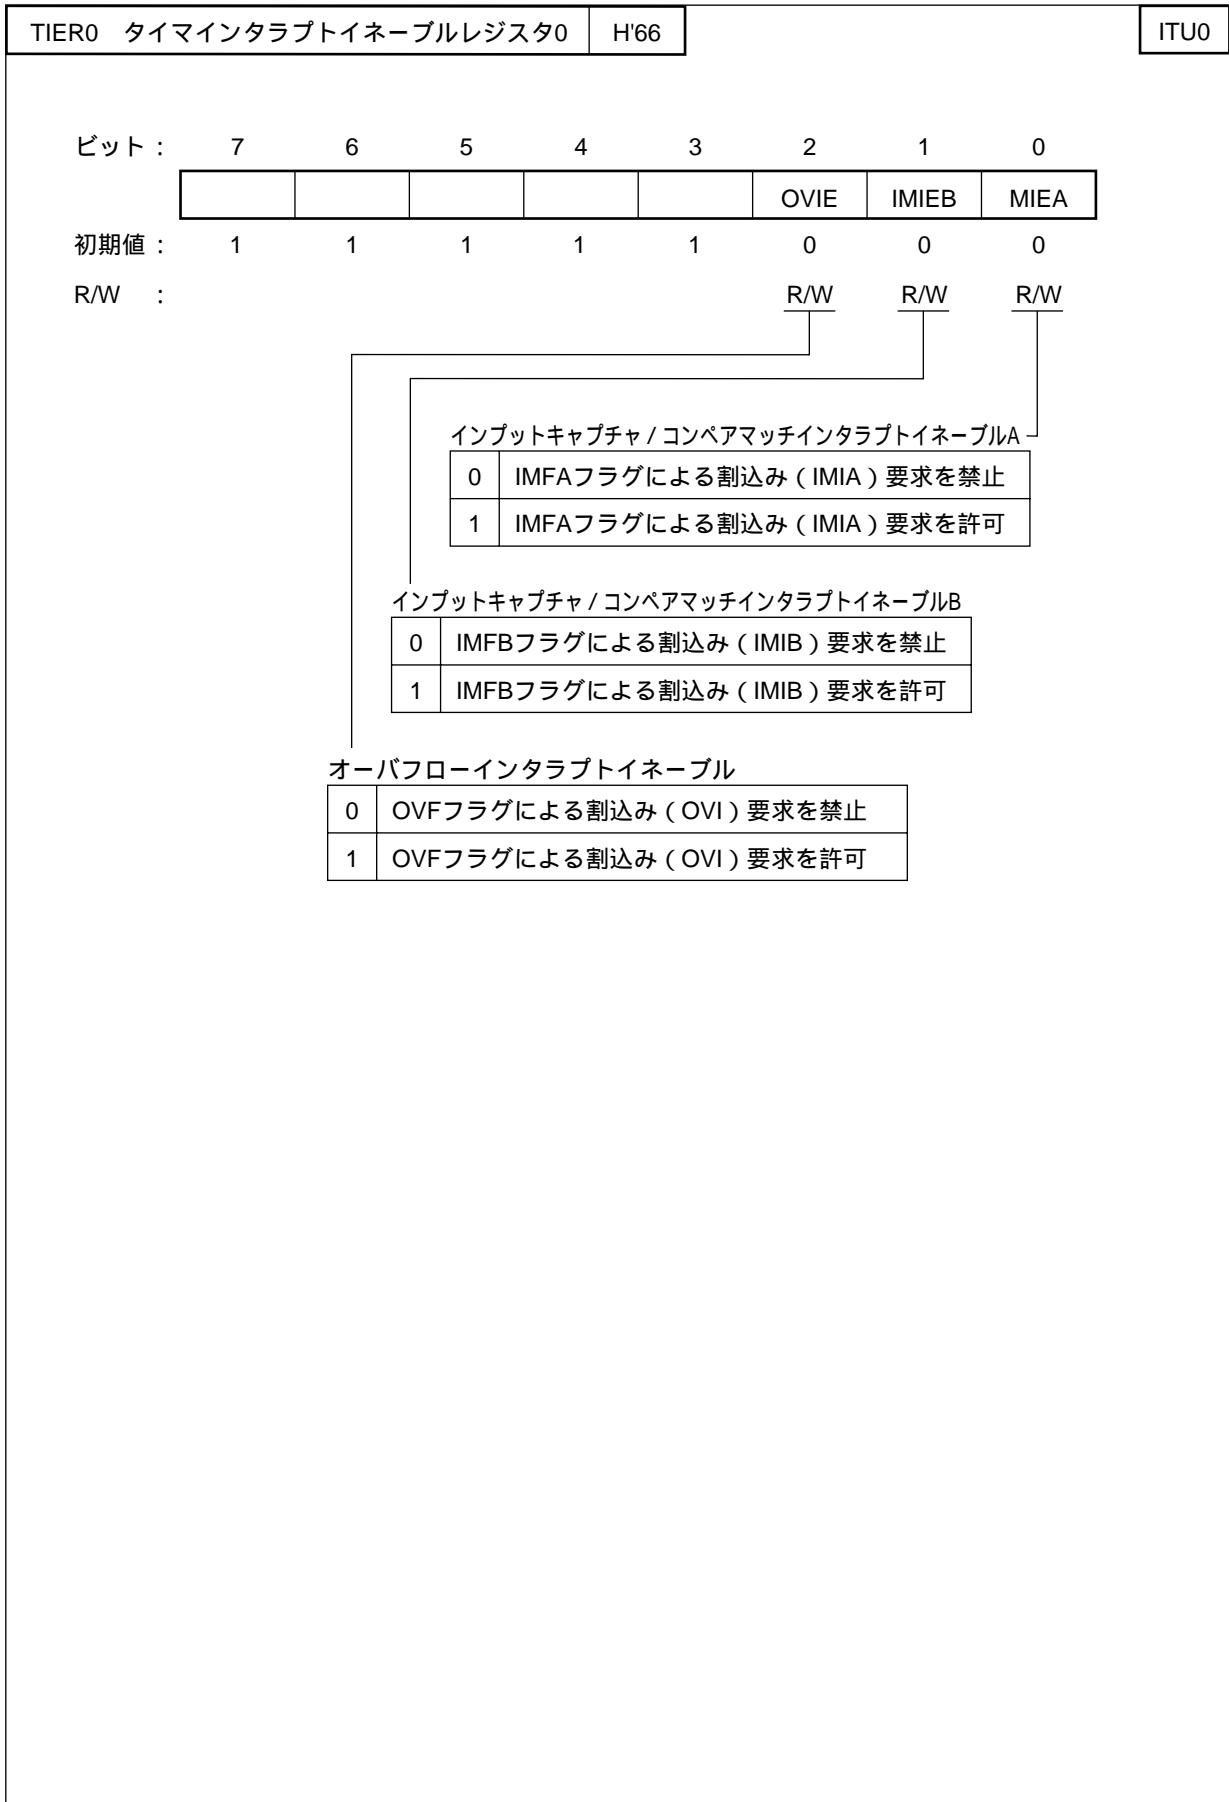 TIER0 タイマインタラプトイネーブルレジスタ0 H'66 ITU0
ビット : 7 6 5 4 3 2 1 0
OVIE IMIEB MIEA
初期値 : 1 1 1 1 1 0 0 0
R/W : R/W R/W R/W
インプットキャプチャ / コンペアマッチインタラプトイネーブルA
0 IMFAフラグによる割込み ( IMIA ) 要求を禁止
1 IMFAフラグによる割込み ( IMIA ) 要求を許可
インプットキャプチャ / コンペアマッチインタラプトイネーブルB
0 IMFBフラグによる割込み ( IMIB ) 要求を禁止
1 IMFBフラグによる割込み ( IMIB ) 要求を許可
オーバフローインタラプトイネーブル
0 OVFフラグによる割込み ( OVI ) 要求を禁止
1 OVFフラグによる割込み ( OVI ) 要求を許可